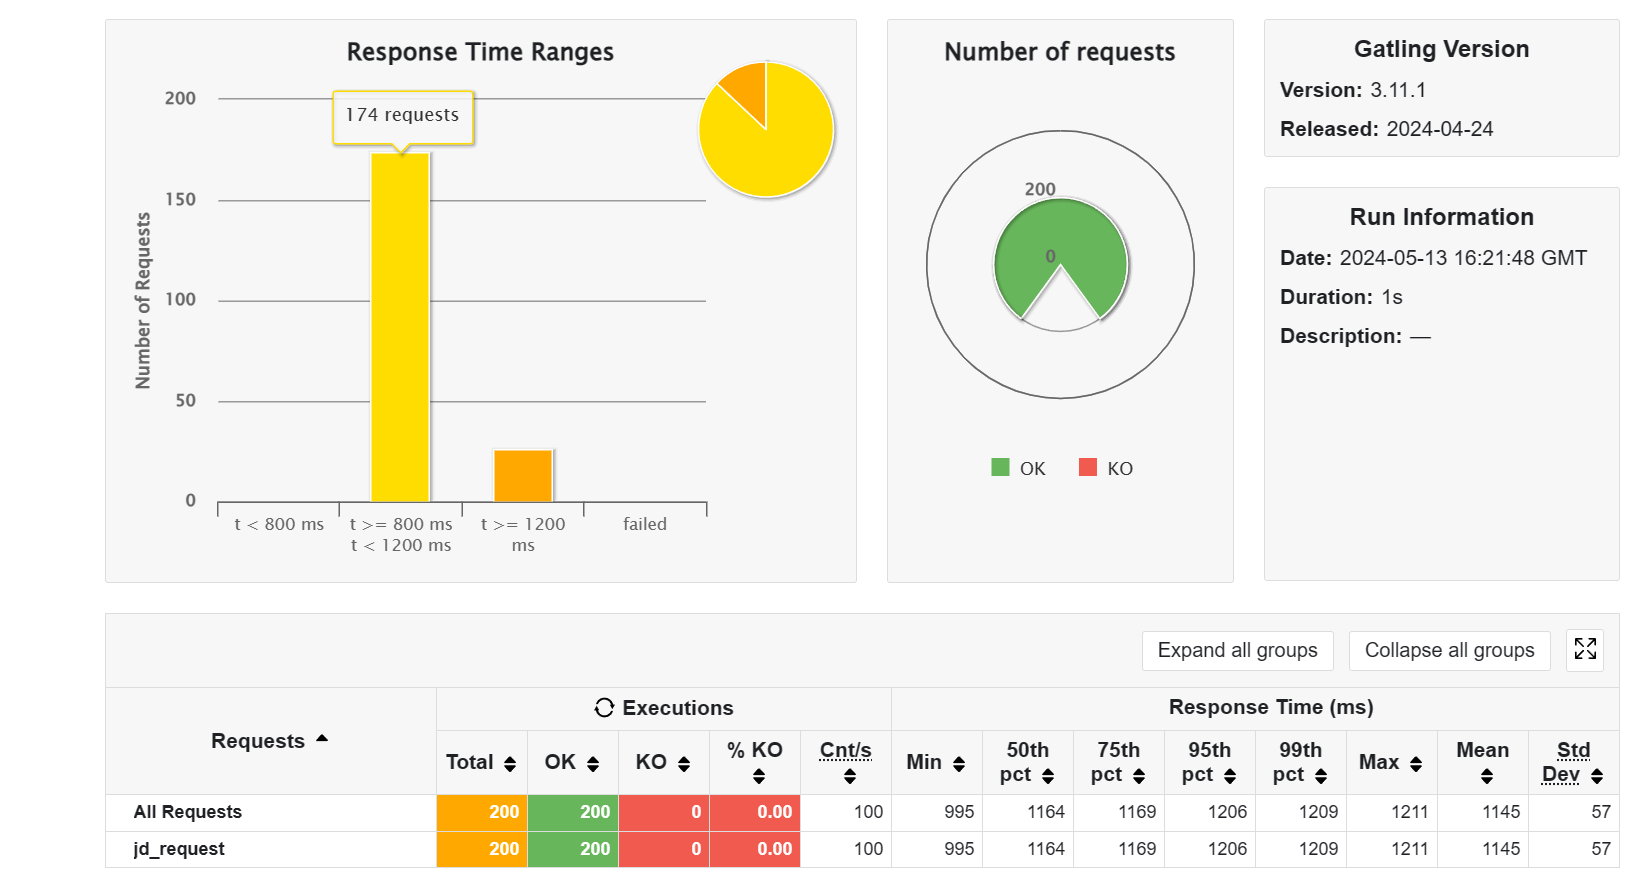 Response Time Ranges
200
174 requests
150
100
50
0
Number of Requests
t < 800 ms
t >= 800 ms
t < 1200 ms
t >= 1200
ms
failed
Number of requests
200
0
OK
KO
Gatling Version
Version: 3.11.1
Released: 2024-04-24
Run Information
Date: 2024-05-13 16:21:48 GMT
Duration: 1s
Description: —
Expand all groups
Collapse all groups
Requests
Executions
Response Time (ms)
Total
OK
KO
% KO
Cnt/s
Min
50th
pct
75th
pct
95th
pct
99th
pct
Max
Mean
Std
Dev
All Requests 200 200 0 0.00 100 995 1164 1169 1206 1209 1211 1145 57
jd_request 200 200 0 0.00 100 995 1164 1169 1206 1209 1211 1145 57